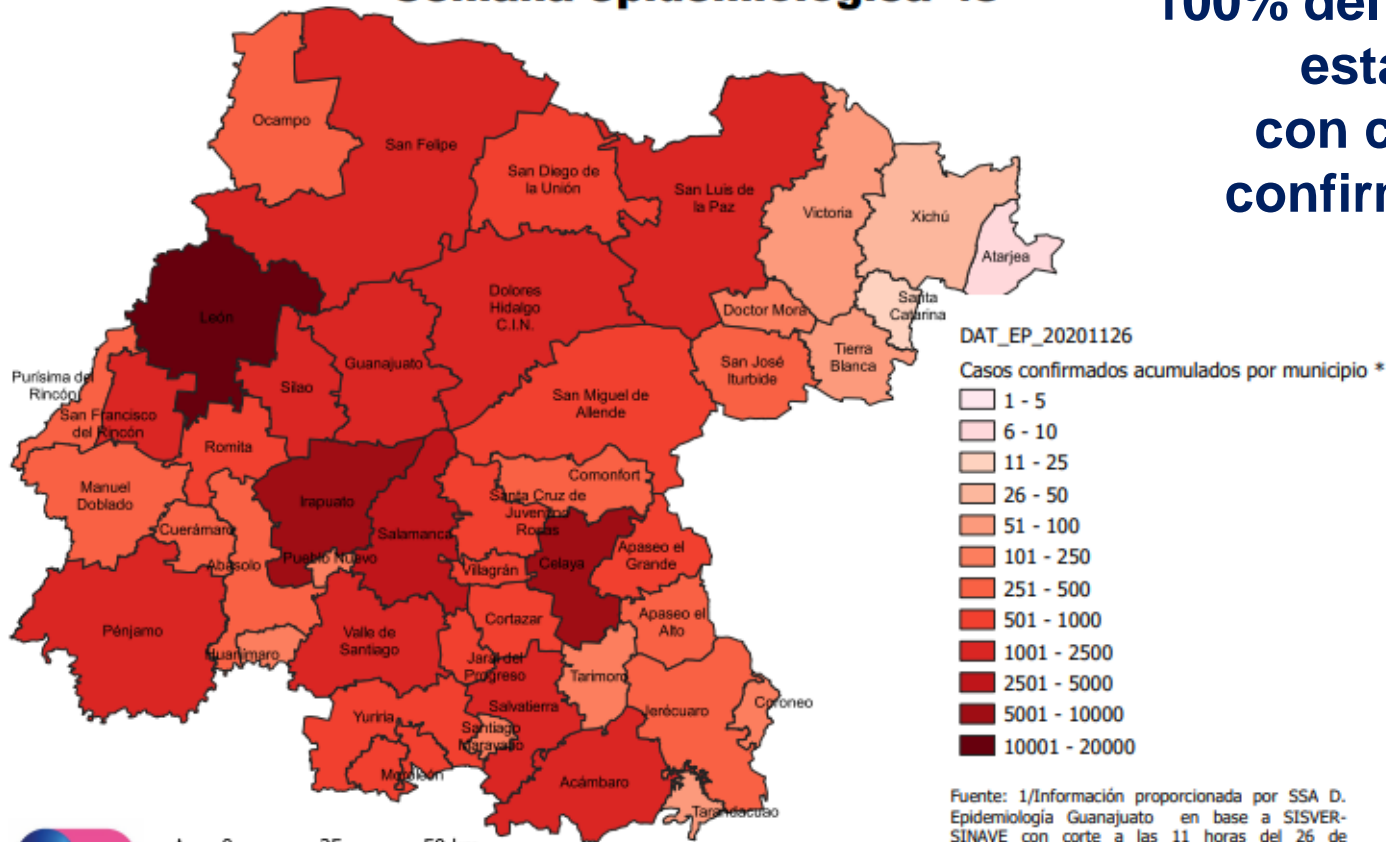 100% del
esta
con c
confirm
Ocampo
San Felipe
San Diego de
la Unión
San Luis de
la Paz
Victoria
Xichú
Atarjea
Dolores
Hidalgo
C.I.N.
Doctor Mora
Santa
Catarina
León
Guanajuato
Silao
San José
Iturbide
Tierra
Blanca
Purísima del
Rincón
San Francisco
del Rincón
San Miguel de
Allende
Romita
Manuel
Doblado
Irapuato
Comonfort
Santa Cruz de
Juventino
Rosas
Cuerámaro
Salamanca
Pueblo Nuevo
Abasolo
Villagrán
Celaya
Apaseo el
Grande
Pénjamo
Valle de
Santiago
Cortazar
Apaseo el
Alto
Huanímaro
Jaral del
Progreso
Tarimoro
Salvatierra
Jerécuaro
Coroneo
Yuriria
Santiago
Maravatío
Moroleón
Acámbaro
Tarandacuao
DAT_EP_20201126
Casos confirmados acumulados por municipio *
1 - 5
6 - 10
11 - 25
26 - 50
51 - 100
101 - 250
251 - 500
501 - 1000
1001 - 2500
2501 - 5000
5001 - 10000
10001 - 20000
Fuente: 1/Información proporcionada por SSA D.
Epidemiología Guanajuato en base a SISVER-
SINAVE con corte a las 11 horas del 26 de